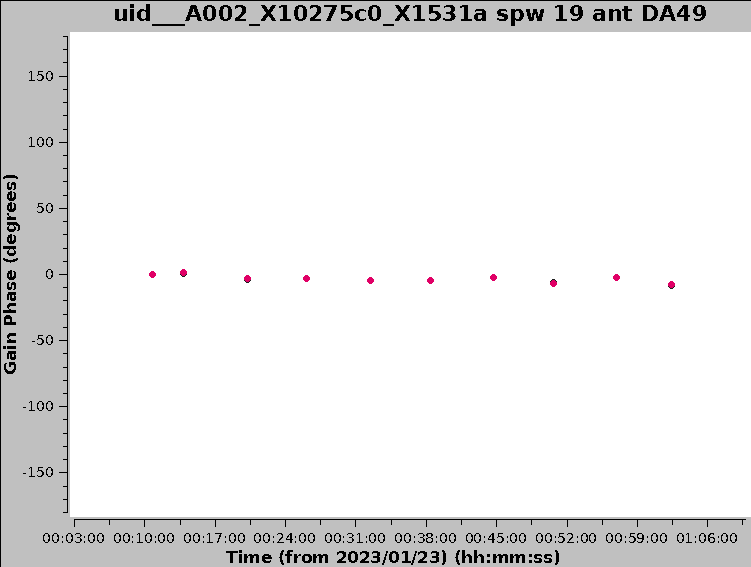 uid___A002_X10275c0_X1531a spw 19 ant DA49
150
100
50
0
-50
-100
-150
Gain Phase (degrees)
00:03:00 00:10:00 00:17:00 00:24:00 00:31:00 00:38:00 00:45:00 00:52:00 00:59:00 01:06:00
Time (from 2023/01/23) (hh:mm:ss)